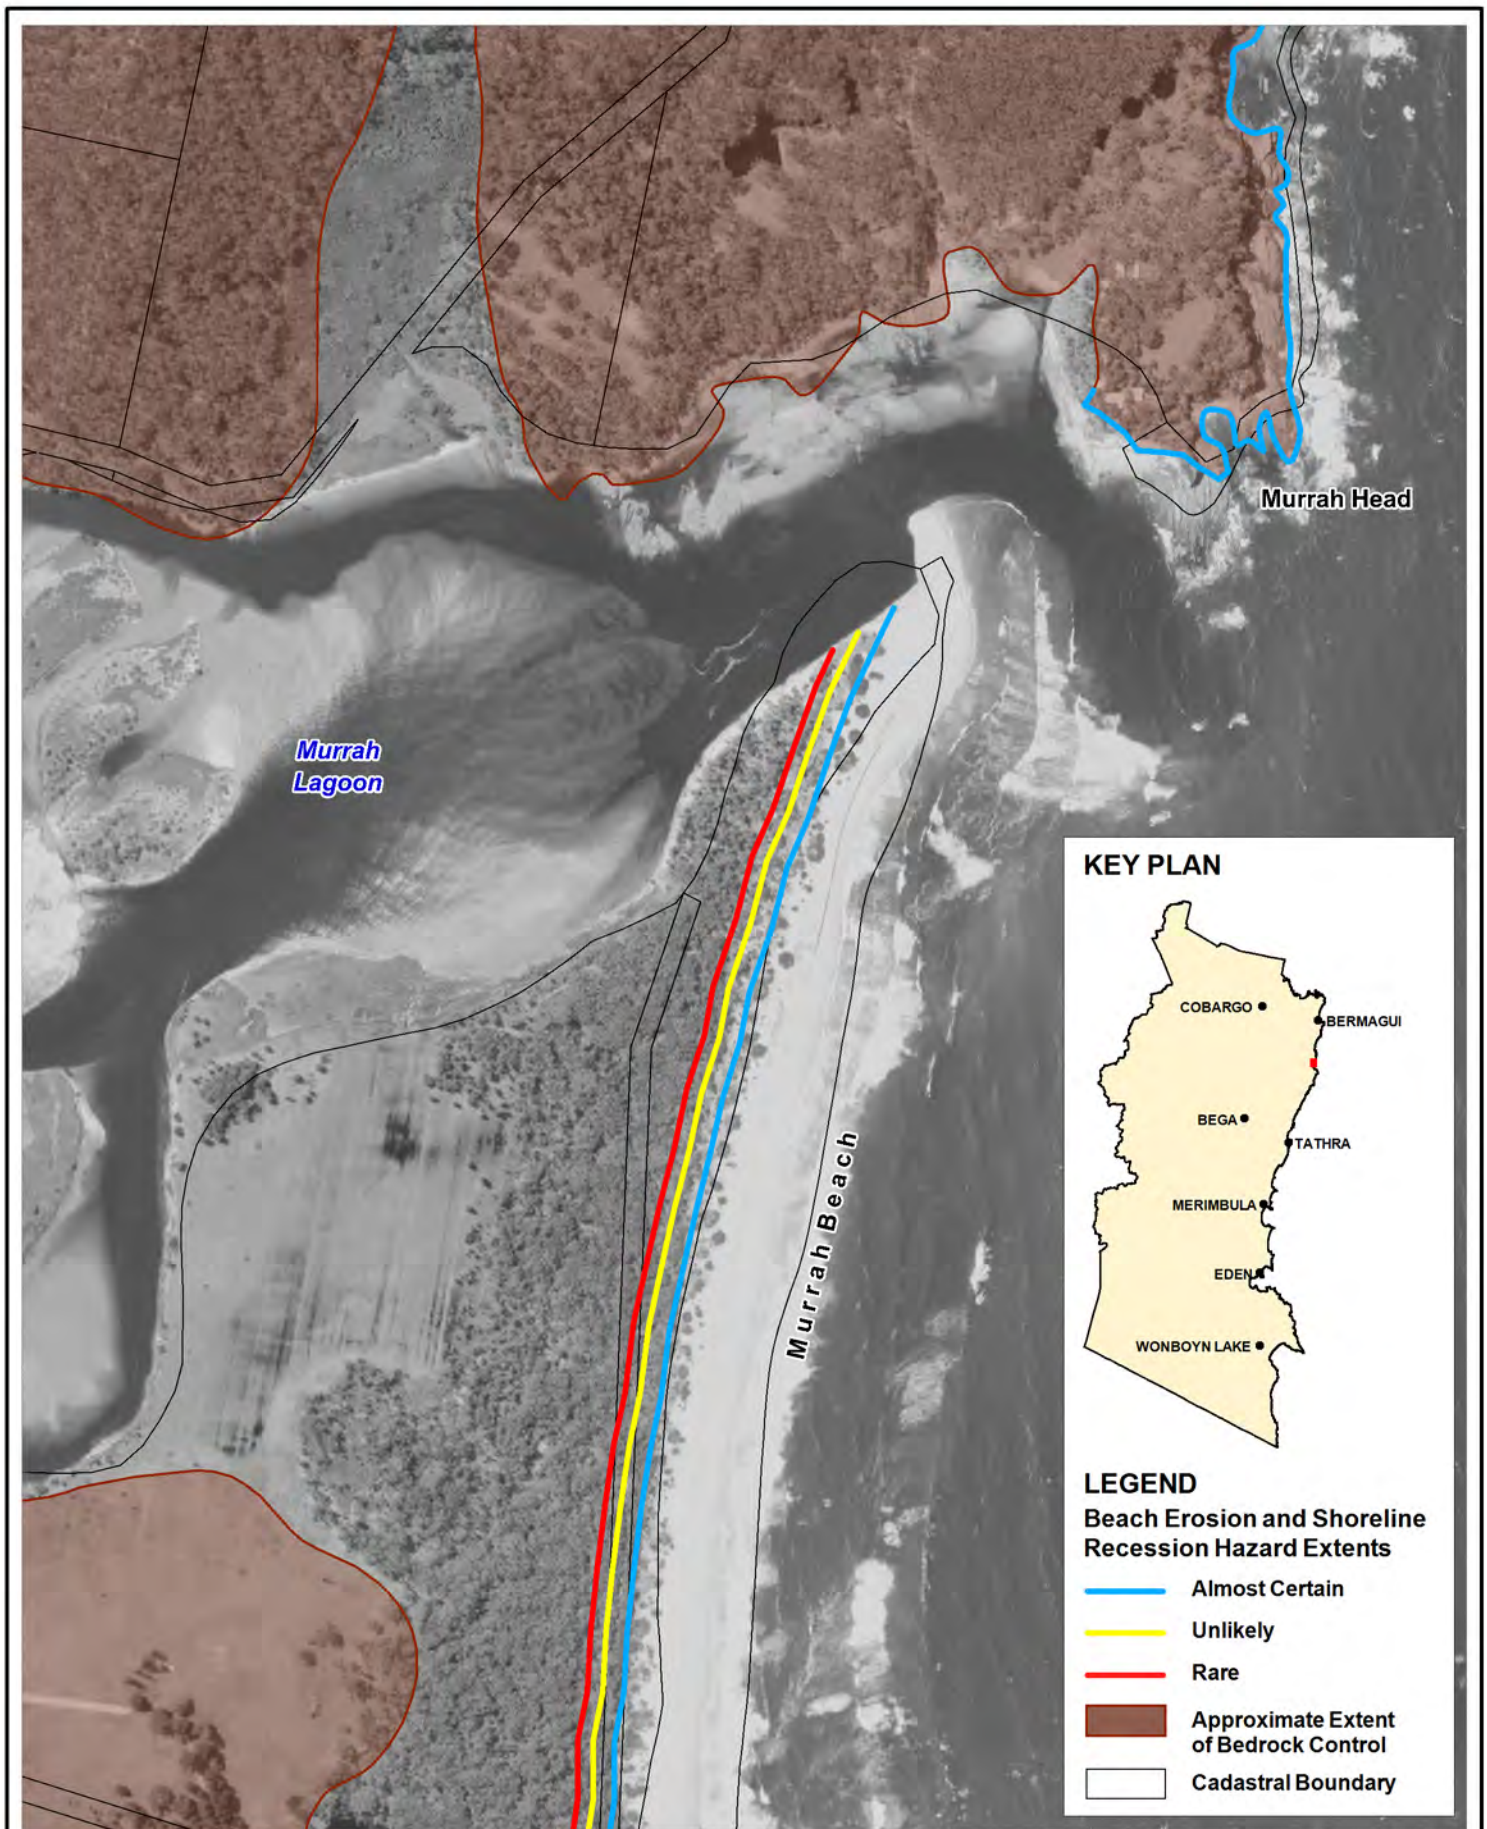 Murrah Head
Murrah
Lagoon
Murrah Beach
KEY PLAN
COBARGO
BERMAGUI
BEGA
TATHRA
MERIMBULA
EDEN
WONBOYN LAKE
LEGEND
Beach Erosion and Shoreline
Recession Hazard Extents
Almost Certain
Unlikely
Rare
Approximate Extent
of Bedrock Control
Cadastral Boundary